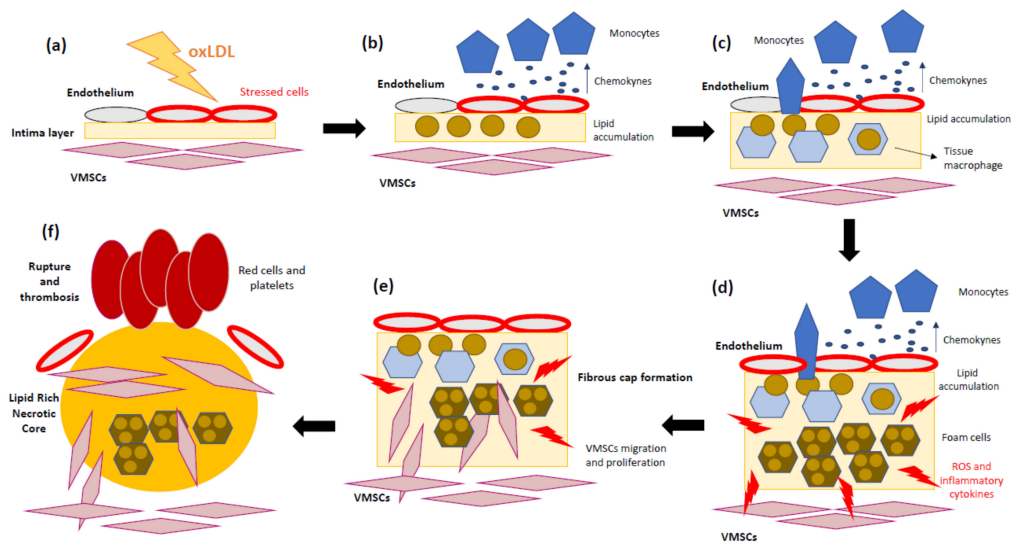 (a)
oxLDL
Endothelium
Stressed cells
Intima layer
VMSCs
(b)
Monocytes
Endothelium
Chemokynes
Lipid
accumulation
VMSCs
(c)
Monocytes
Endothelium
Chemokynes
Lipid accumulation
Tissue
macrophage
VMSCs
(d)
Monocytes
Endothelium
Chemokynes
Lipid
accumulation
Foam cells
ROS and
inflammatory
cytokines
VMSCs
(e)
Fibrous cap formation
VMSCs migration
and proliferation
VMSCs
(f)
Rupture and
thrombosis
Red cells and
platelets
Lipid Rich
Necrotic
Core